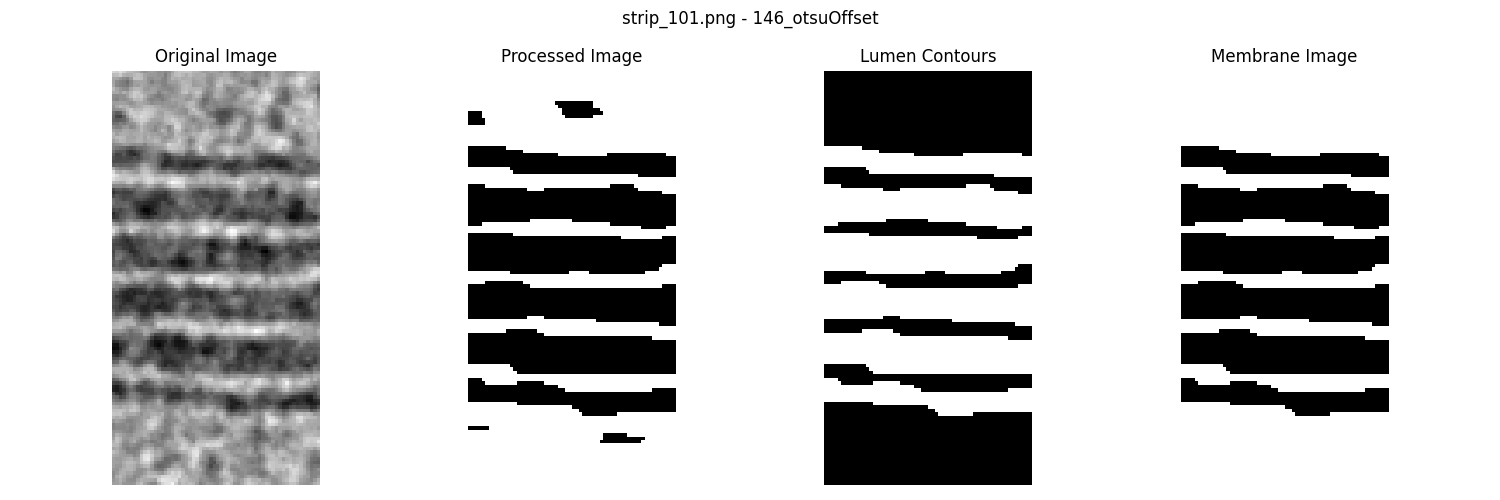 strip_101.png - 146_otsuOffset
Original Image
Processed Image
Lumen Contours
Membrane Image